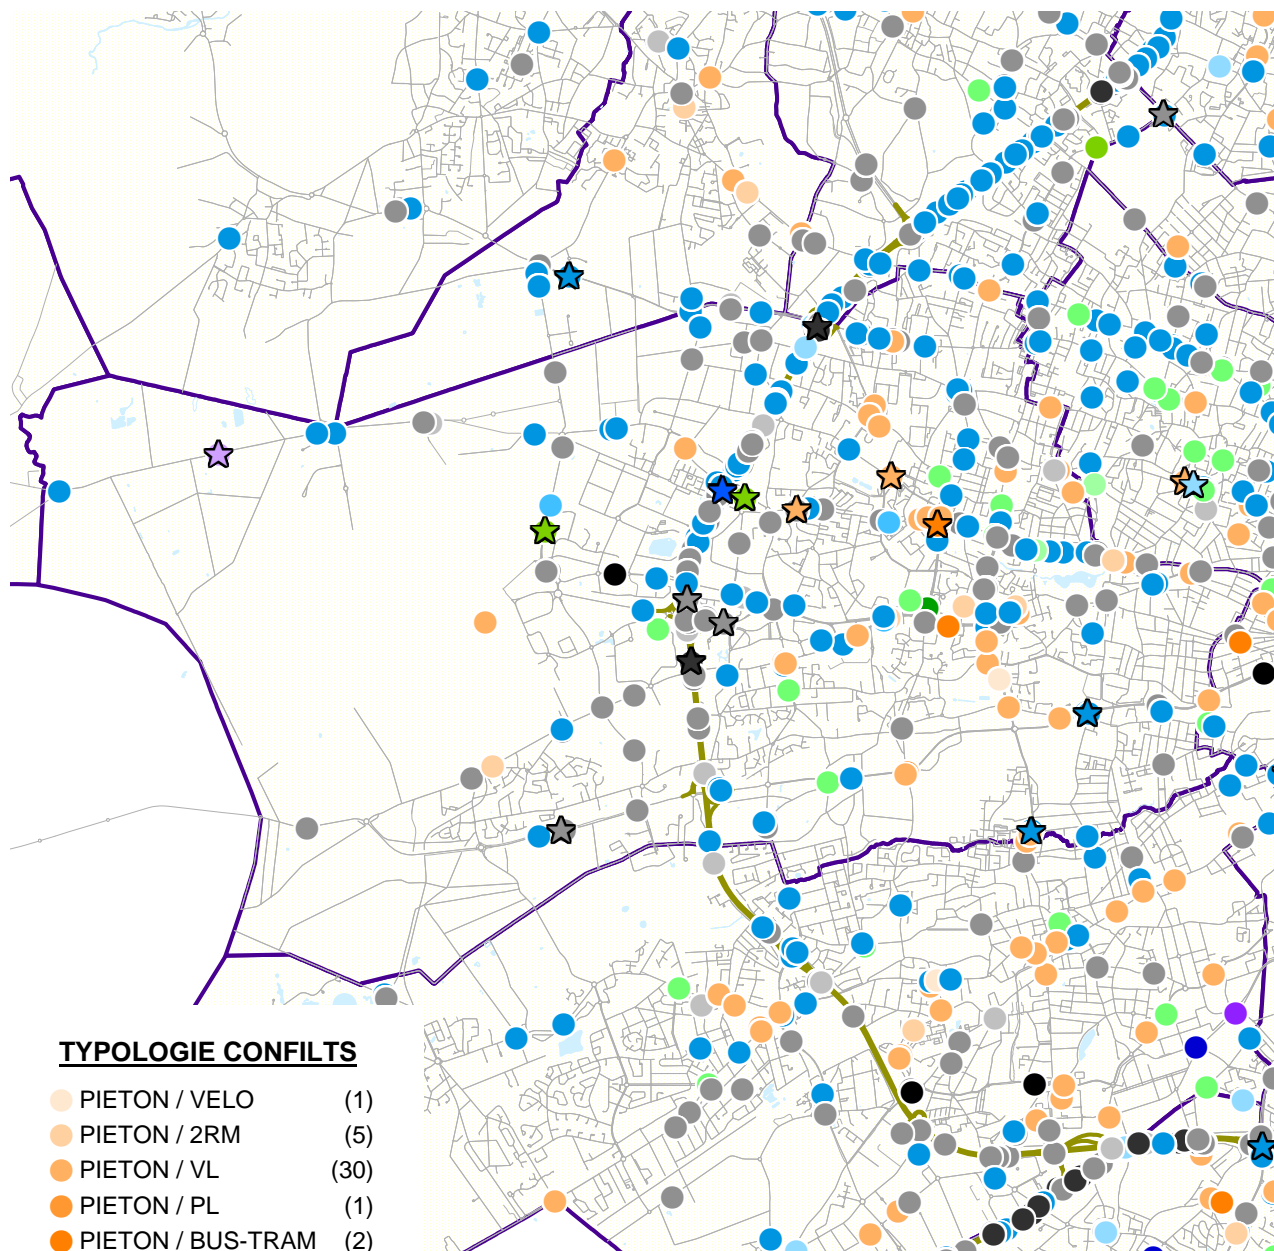 TYPOLOGIE CONFILTS
PIETON / VELO (1)
PIETON / 2RM (5)
PIETON / VL (30)
PIETON / PL (1)
PIETON / BUS-TRAM (2)